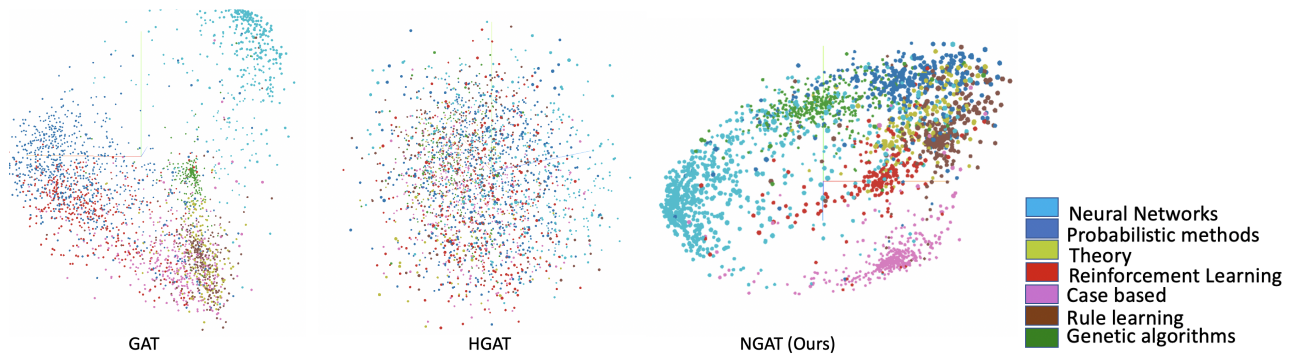 GAT
HGAT
NGAT (Ours)
Neural Networks
Probabilistic methods
Theory
Reinforcement Learning
Case based
Rule learning
Genetic algorithms